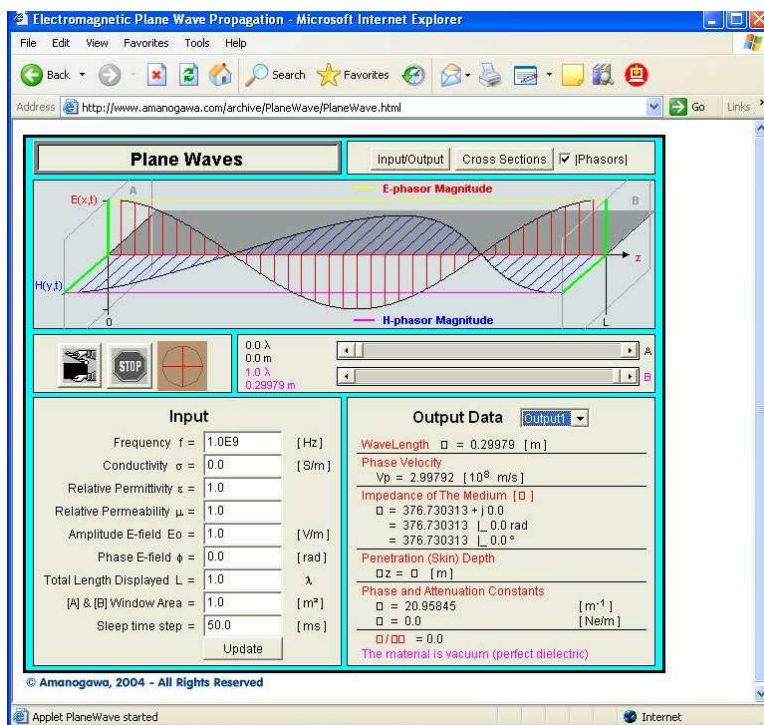 Electromagnetic Plane Wave Propagation - Microsoft Internet Explorer
File Edit View Favorites Tools Help
Back Search Favorites
Address http://www.amanogawa.com/archive/PlaneWave/PlaneWave.html Go Links
Plane Waves
Input/Output Cross Sections |Phasors|
E-phasor Magnitude
A
E(x,t)
B
z
H(y,t)
H-phasor Magnitude
0 L
STOP
0.0 λ
0.0 m
A
1.0 λ
0.29979 m
B
Input
Frequency f = 1.0E9 [Hz]
Conductivity σ = 0.0 [S/m]
Relative Permittivity ε = 1.0
Relative Permeability μ = 1.0
Amplitude E-field Eo = 1.0 [V/m]
Phase E-field ϕ = 0.0 [rad]
Total Length Displayed L = 1.0 λ
[A] & [B] Window Area = 1.0 [m²]
Sleep time step = 50.0 [ms]
Update
Output Data Output1
WaveLength □ = 0.29979 [m]
Phase Velocity
Vp = 2.99792 [10⁸ m/s]
Impedance of The Medium [□]
□ = 376.730313 + j 0.0
= 376.730313 |_ 0.0 rad
= 376.730313 |_ 0.0 °
Penetration (Skin) Depth
□z = □ [m]
Phase and Attenuation Constants
□ = 20.95845 [m⁻¹]
□ = 0.0 [Ne/m]
□/□□ = 0.0
The material is vacuum (perfect dielectric)
© Amanogawa, 2004 - All Rights Reserved
Applet PlaneWave started Internet